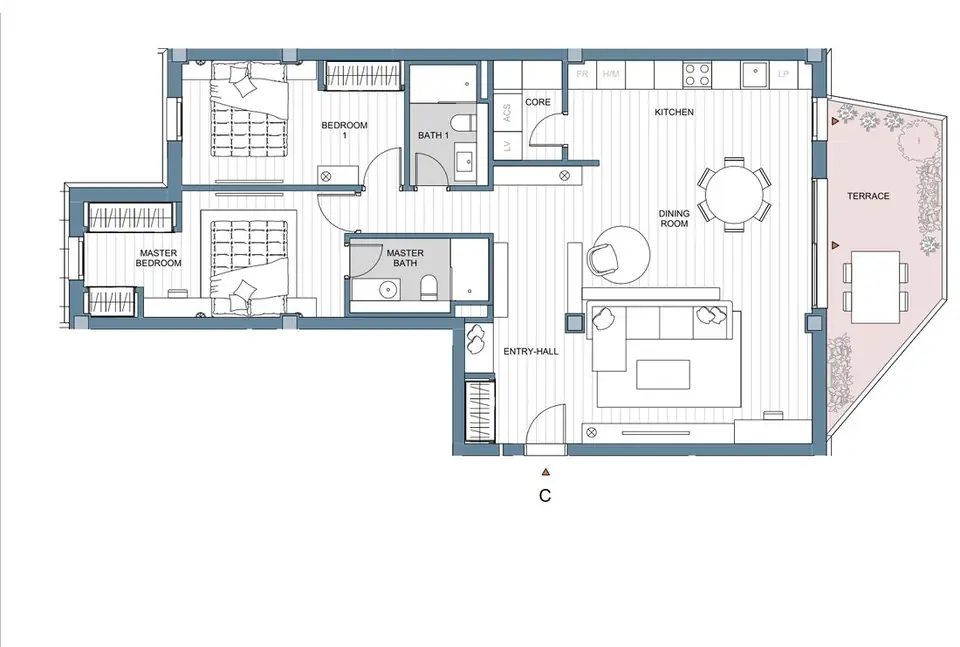 FR
H/M
LP
KITCHEN
ACS
CORE
LV
BEDROOM
1
BATH 1
TERRACE
DINING
ROOM
MASTER
BEDROOM
MASTER
BATH
ENTRY-HALL
C